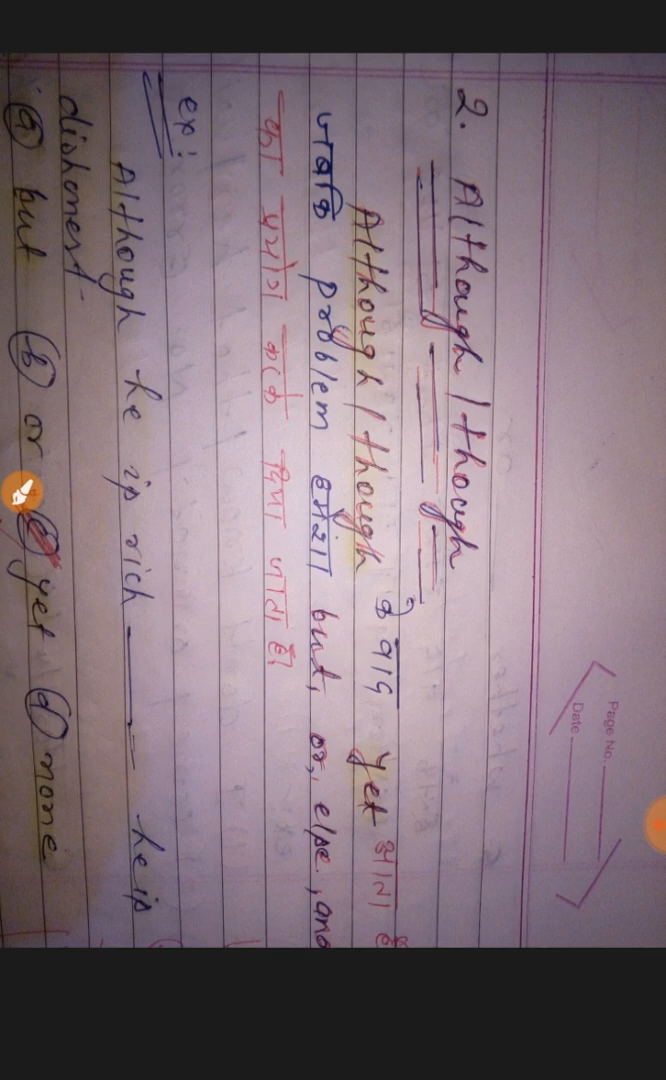 Page No.
Date
2. Although / though
Although / though के बाद yet आता है
जबकि problem हमेशा but, or, else, and
का प्रयोग करके दिया जाता है।
ex:
Although he is rich ______ he is
dishonest
ⓐ but ⓑ or ⓒ yet ⓓ none